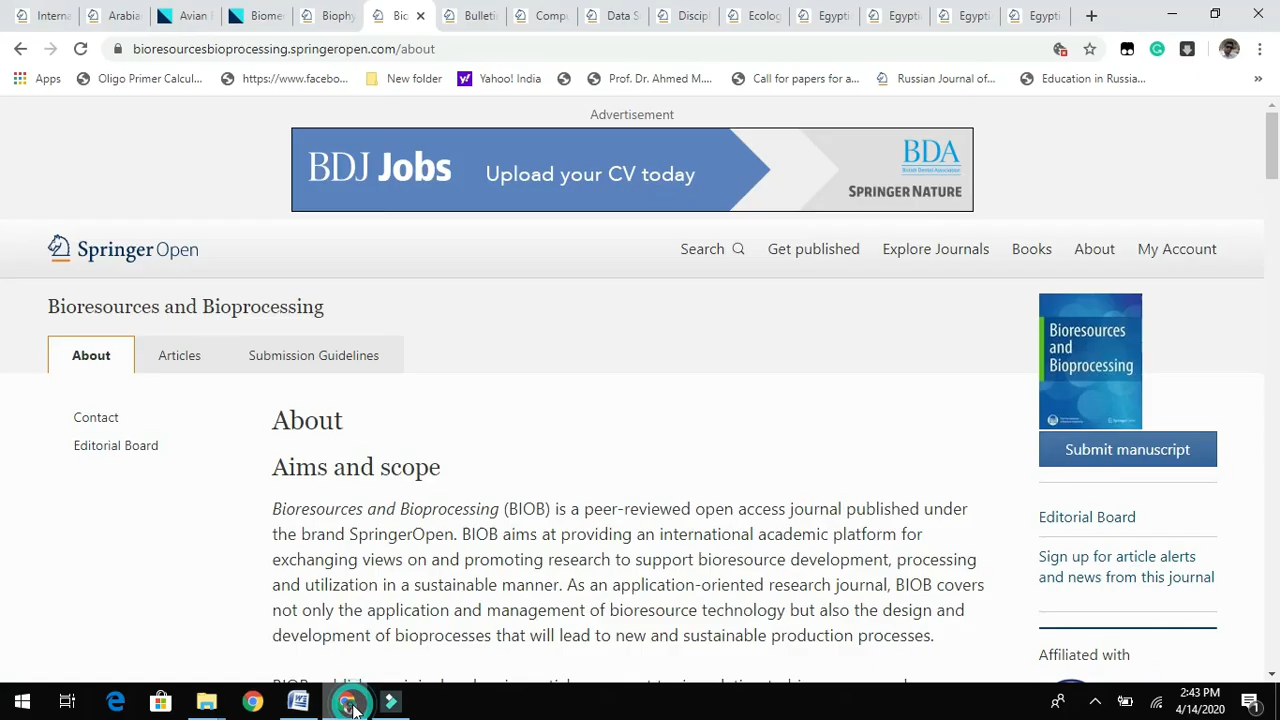 Interna
Arabia
Avian
Biome
Biophy
Bio
Bulleti
Compu
Data S
Discipl
Ecolog
Egypti
Egypti
Egypti
Egypti
bioresourcesbioprocessing.springeropen.com/about
Apps
Oligo Primer Calcul...
https://www.facebo...
New folder
Yahoo! India
Prof. Dr. Ahmed M....
Call for papers for a...
Russian Journal of...
Education in Russia...
Advertisement
BDJ Jobs
Upload your CV today
BDA
British Dental Association
SPRINGER NATURE
Springer Open
Search
Get published
Explore Journals
Books
About
My Account
Bioresources and Bioprocessing
About
Articles
Submission Guidelines
Bioresources
and
Bioprocessing
Contact
Editorial Board
About
Aims and scope
Bioresources and Bioprocessing (BIOB) is a peer-reviewed open access journal published under
the brand SpringerOpen. BIOB aims at providing an international academic platform for
exchanging views on and promoting research to support bioresource development, processing
and utilization in a sustainable manner. As an application-oriented research journal, BIOB covers
not only the application and management of bioresource technology but also the design and
development of bioprocesses that will lead to new and sustainable production processes.
Submit manuscript
Editorial Board
Sign up for article alerts
and news from this journal
Affiliated with
2:43 PM
4/14/2020
1